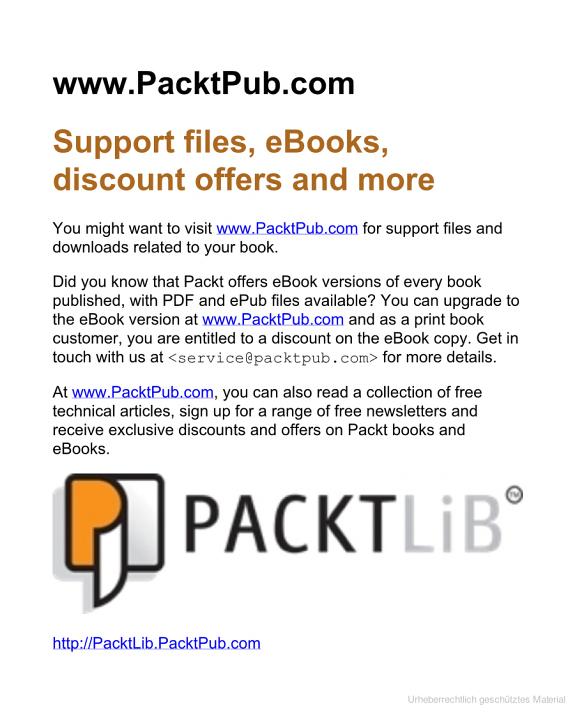 www.PacktPub.com
Support files, eBooks,
discount offers and more
You might want to visit www.PacktPub.com for support files and
downloads related to your book.
Did you know that Packt offers eBook versions of every book
published, with PDF and ePub files available? You can upgrade to
the eBook version at www.PacktPub.com and as a print book
customer, you are entitled to a discount on the eBook copy. Get in
touch with us at <service@packtpub.com> for more details.
At www.PacktPub.com, you can also read a collection of free
technical articles, sign up for a range of free newsletters and
receive exclusive discounts and offers on Packt books and
eBooks.
PACKTLiB™
http://PacktLib.PacktPub.com
Urheberrechtlich geschütztes Material